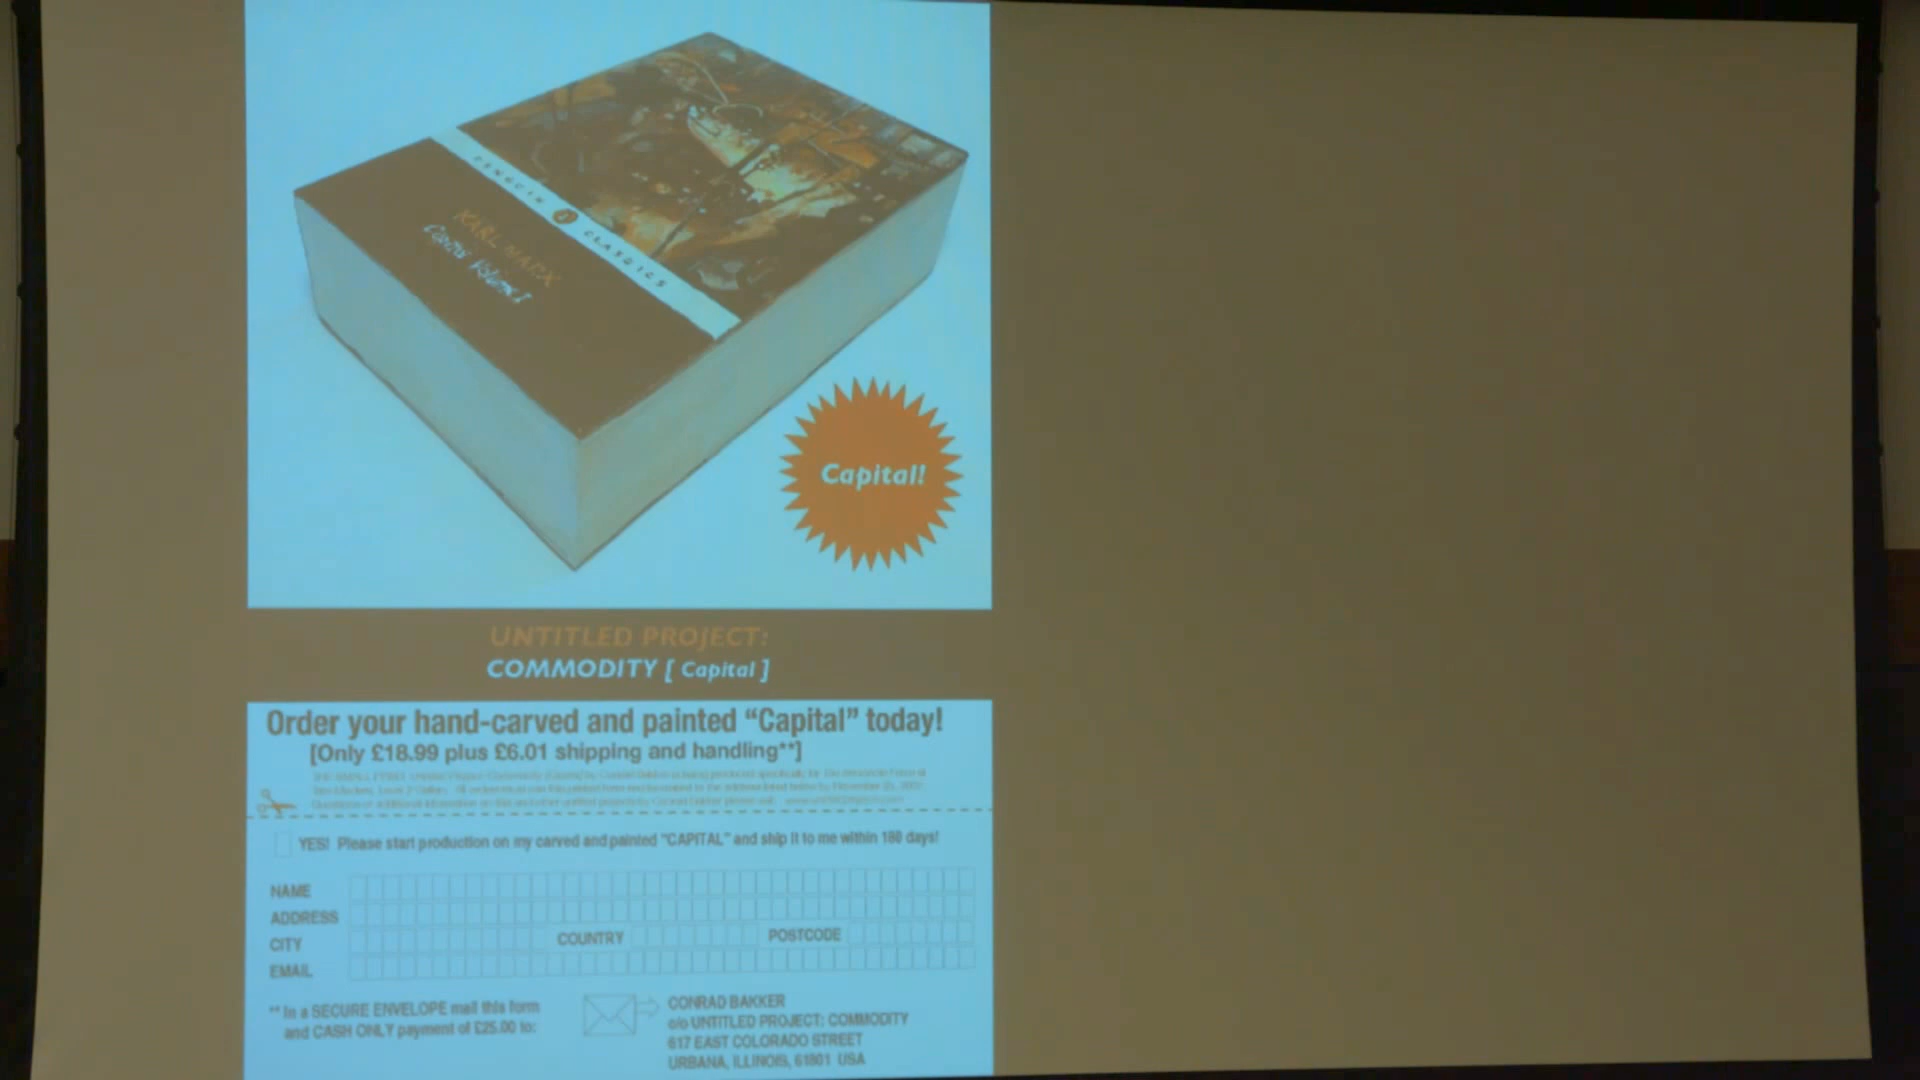 PENGUIN CLASSICS
KARL MARX
Capital Volume I
Capital!
UNTITLED PROJECT:
COMMODITY [ Capital ]
Order your hand-carved and painted “Capital” today!
[Only £18.99 plus £6.01 shipping and handling**]
YES! Please start production on my carved and painted "CAPITAL" and ship it to me within 180 days!
NAME
ADDRESS
CITY COUNTRY POSTCODE
EMAIL
** In a SECURE ENVELOPE mail this form
and CASH ONLY payment of £25.00 to:
CONRAD BAKKER
c/o UNTITLED PROJECT: COMMODITY
617 EAST COLORADO STREET
URBANA, ILLINOIS, 61801 USA